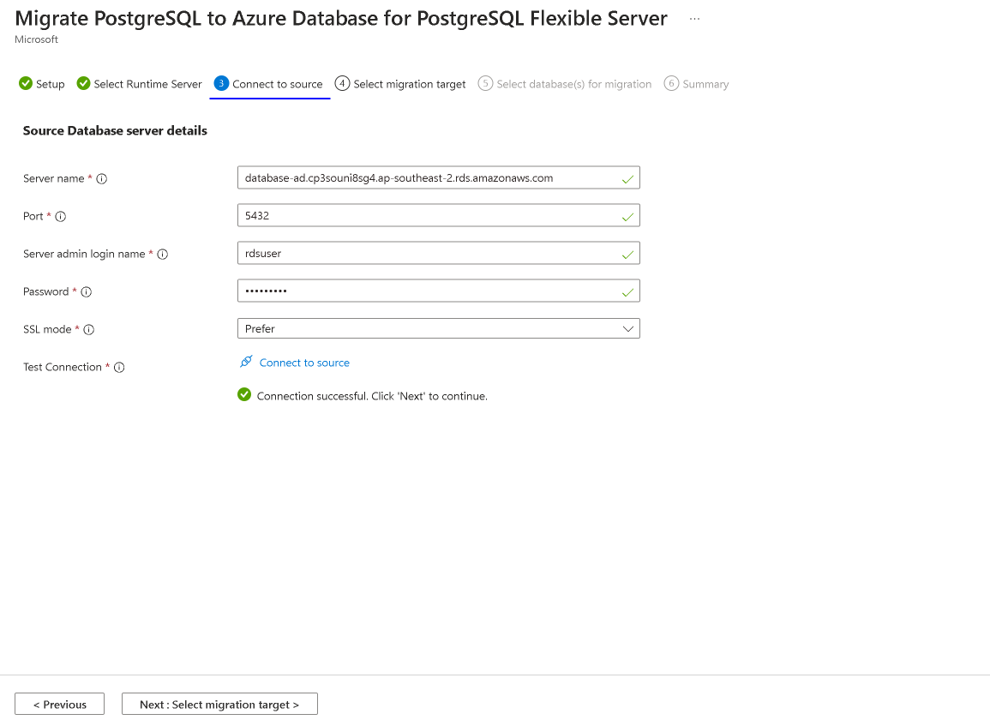 Migrate PostgreSQL to Azure Database for PostgreSQL Flexible Server ...
Microsoft
Setup Select Runtime Server 3 Connect to source 4 Select migration target 5 Select database(s) for migration 6 Summary
Source Database server details
Server name * database-ad.cp3souni8sg4.ap-southeast-2.rds.amazonaws.com
Port * 5432
Server admin login name * rdsuser
Password * •••••••••
SSL mode * Prefer
Test Connection * Connect to source
Connection successful. Click 'Next' to continue.
< Previous Next : Select migration target >